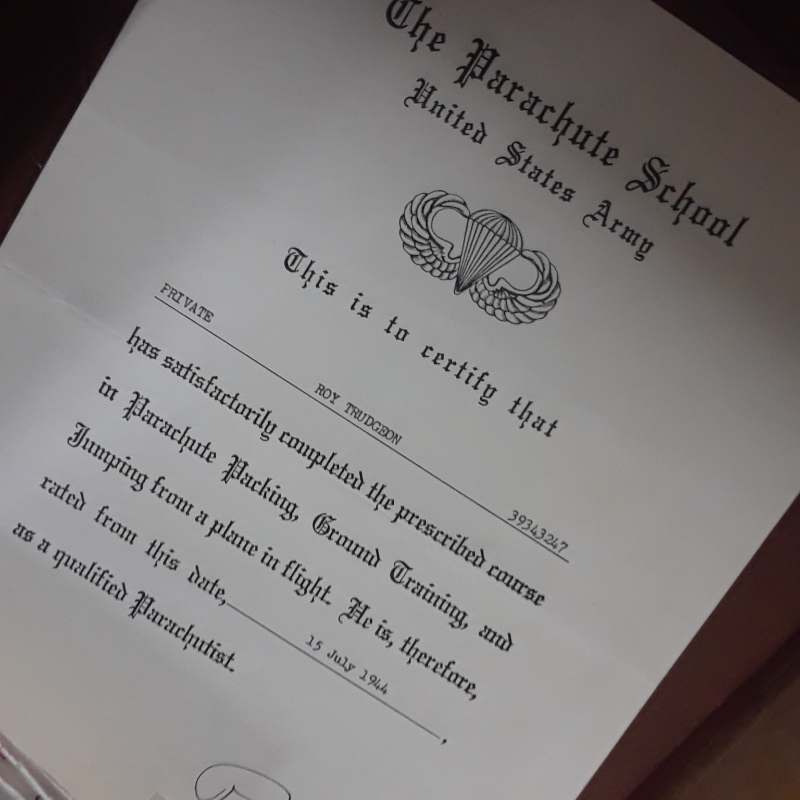 The Parachute School
United States Army
This is to certify that
PRIVATE ROY TRUDGEON 39343247
has satisfactorily completed the prescribed course
in Parachute Packing, Ground Training, and
Jumping from a plane in flight. He is, therefore,
rated from this date, 15 July 1944,
as a qualified Parachutist.